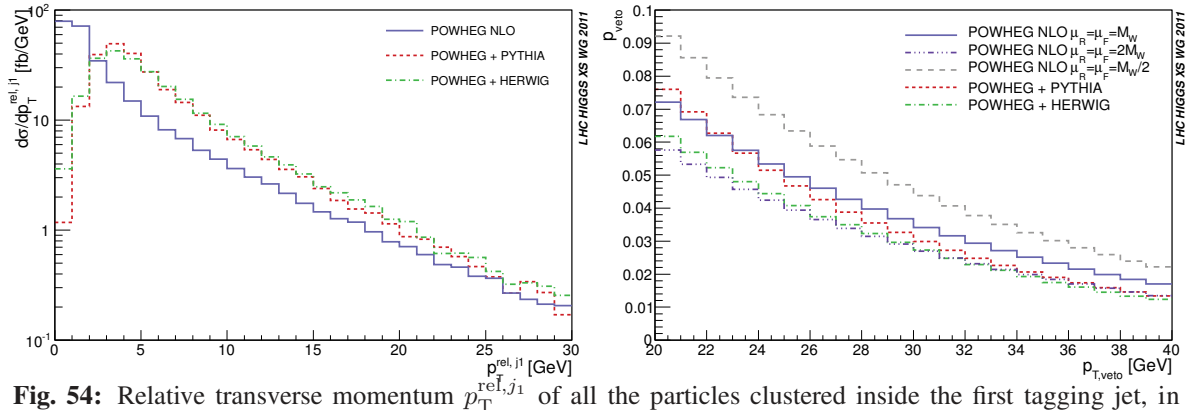 dσ/dp_T^{rel, j1} [fb/GeV]
10²
10
1
10⁻¹
POWHEG NLO
POWHEG + PYTHIA
POWHEG + HERWIG
0 5 10 15 20 25 30
p_T^{rel, j1} [GeV]
LHC HIGGS XS WG 2011
p_veto
0.1
0.09
0.08
0.07
0.06
0.05
0.04
0.03
0.02
0.01
0
POWHEG NLO μ_R=μ_F=M_W
POWHEG NLO μ_R=μ_F=2M_W
POWHEG NLO μ_R=μ_F=M_W/2
POWHEG + PYTHIA
POWHEG + HERWIG
20 22 24 26 28 30 32 34 36 38 40
p_{T,veto} [GeV]
LHC HIGGS XS WG 2011
Fig. 54: Relative transverse momentum p_T^{rel,j_1} of all the particles clustered inside the first tagging jet, in